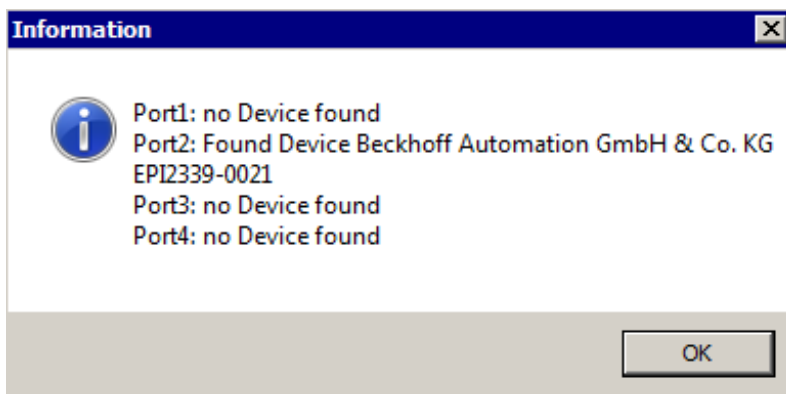 Information
Port1: no Device found
Port2: Found Device Beckhoff Automation GmbH & Co. KG
EPI2339-0021
Port3: no Device found
Port4: no Device found
OK